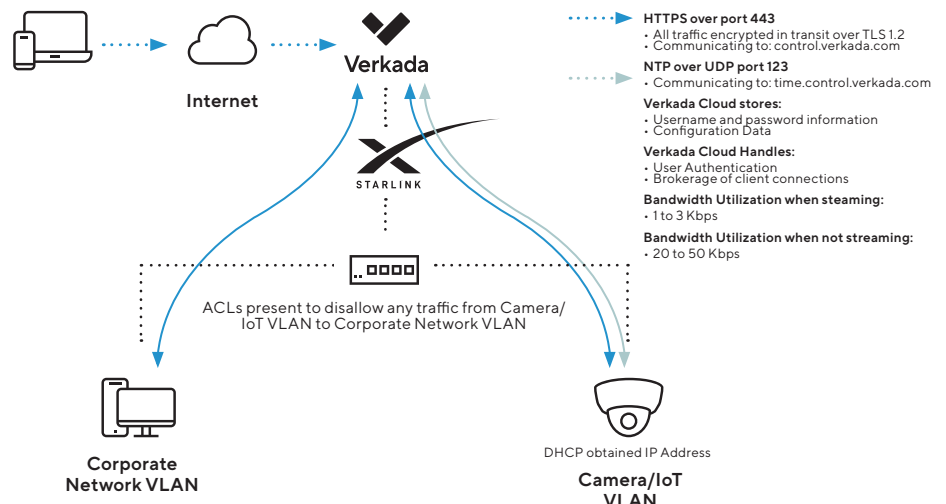 Internet
Verkada
STARLINK
ACLs present to disallow any traffic from Camera/
IoT VLAN to Corporate Network VLAN
Corporate
Network VLAN
DHCP obtained IP Address
Camera/IoT
VLAN
HTTPS over port 443
• All traffic encrypted in transit over TLS 1.2
• Communicating to: control.verkada.com
NTP over UDP port 123
• Communicating to: time.control.verkada.com
Verkada Cloud stores:
• Username and password information
• Configuration Data
Verkada Cloud Handles:
• User Authentication
• Brokerage of client connections
Bandwidth Utilization when steaming:
• 1 to 3 Kbps
Bandwidth Utilization when not streaming:
• 20 to 50 Kbps